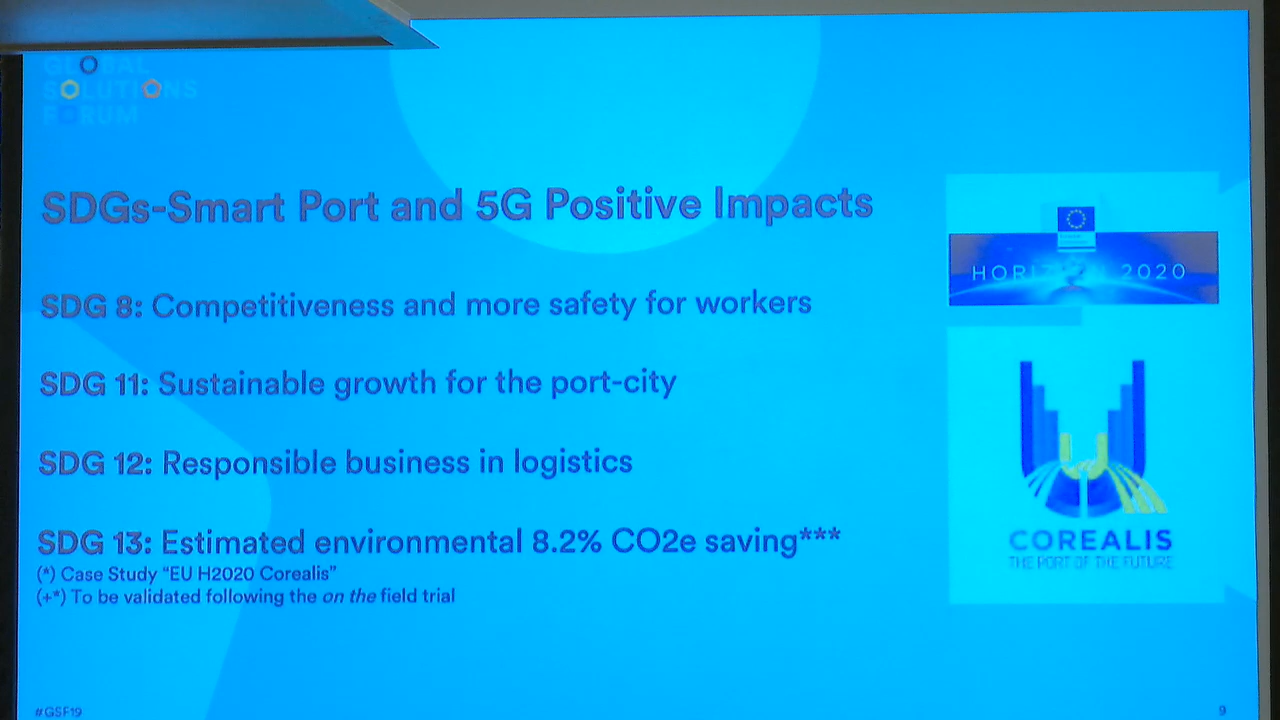 GLOBAL
SOLUTIONS
FORUM
SDGs-Smart Port and 5G Positive Impacts
HORIZON 2020
SDG 8: Competitiveness and more safety for workers
SDG 11: Sustainable growth for the port-city
SDG 12: Responsible business in logistics
SDG 13: Estimated environmental 8.2% CO2e saving***
(*) Case Study “EU H2020 Corealis”
(+*) To be validated following the on the field trial
COREALIS
THE PORT OF THE FUTURE
#GSF19
9